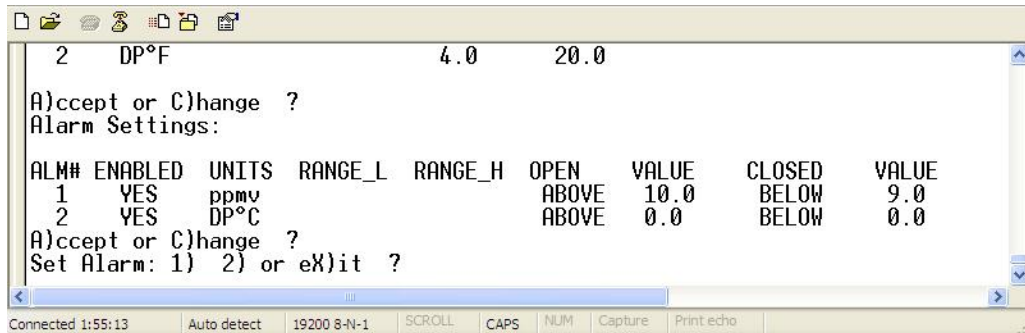 2 DP°F 4.0 20.0
A)ccept or C)hange ?
Alarm Settings:
ALM# ENABLED UNITS RANGE_L RANGE_H OPEN VALUE CLOSED VALUE
1 YES ppmv ABOVE 10.0 BELOW 9.0
2 YES DP°C ABOVE 0.0 BELOW 0.0
A)ccept or C)hange ?
Set Alarm: 1) 2) or eX)it ?
Connected 1:55:13 Auto detect 19200 8-N-1 SCROLL CAPS NUM Capture Print echo